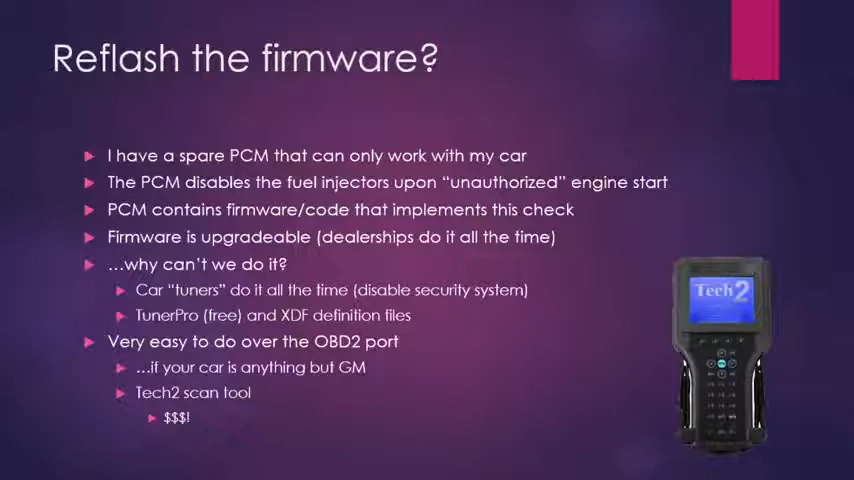 Reflash the firmware?
I have a spare PCM that can only work with my car
The PCM disables the fuel injectors upon “unauthorized” engine start
PCM contains firmware/code that implements this check
Firmware is upgradeable (dealerships do it all the time)
…why can’t we do it?
Car “tuners” do it all the time (disable security system)
TunerPro (free) and XDF definition files
Very easy to do over the OBD2 port
…if your car is anything but GM
Tech2 scan tool
$$$!
Tech2